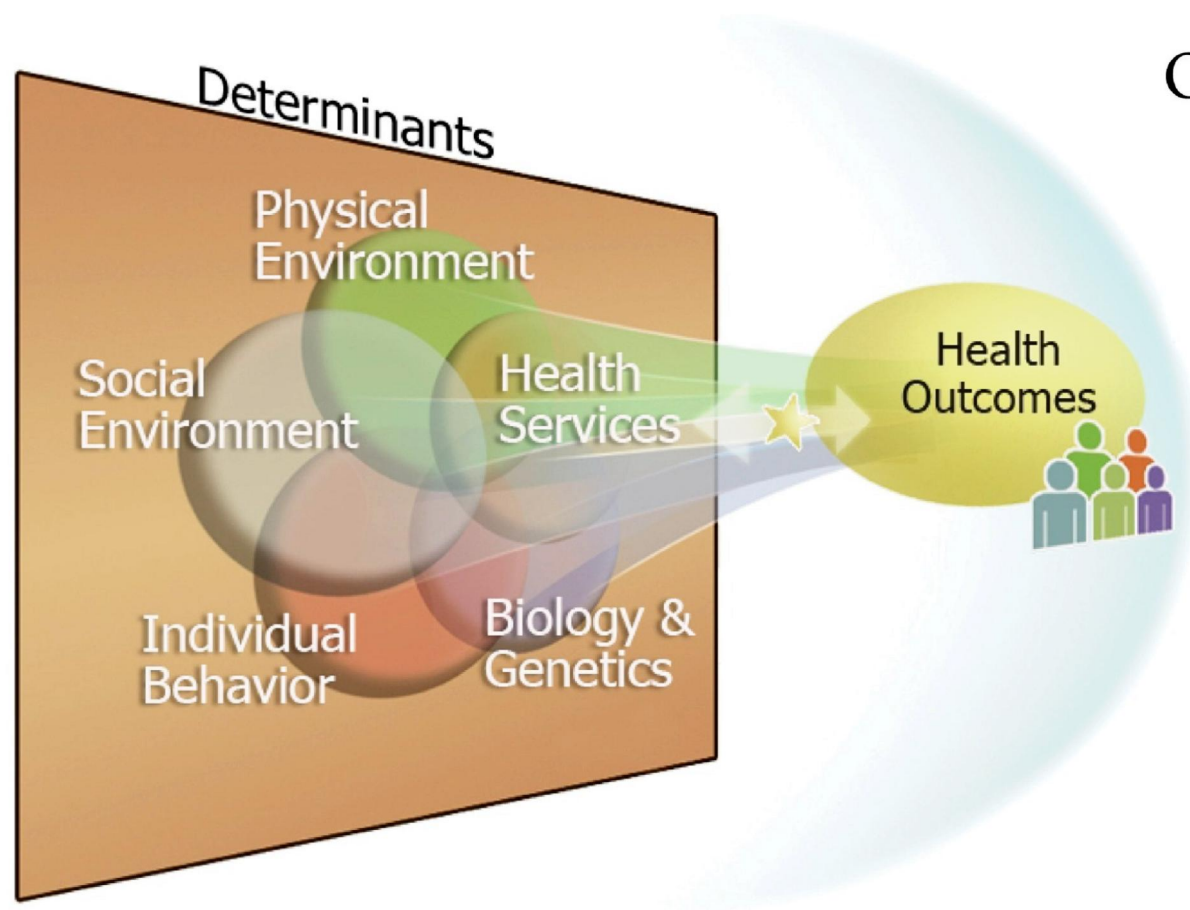 Determinants
Physical
Environment
Social
Environment
Health
Services
Individual
Behavior
Biology &
Genetics
Health
Outcomes